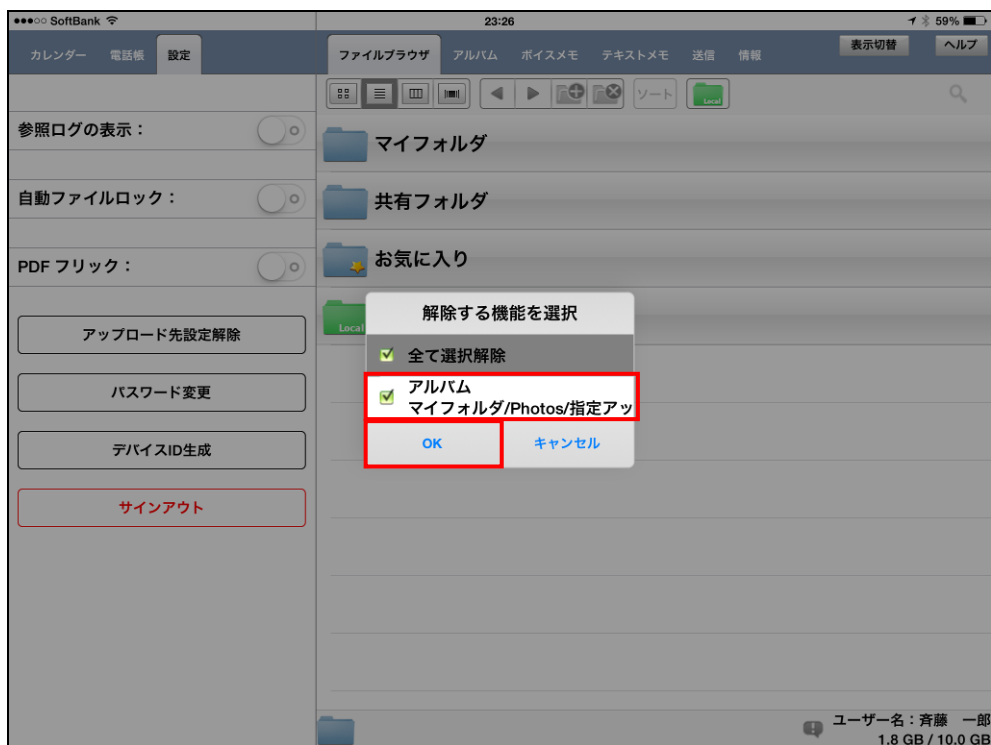 SoftBank
23:26
59%
カレンダー
電話帳
設定
ファイルブラウザ
アルバム
ボイスメモ
テキストメモ
送信
情報
表示切替
ヘルプ
ソート
Local
参照ログの表示：
自動ファイルロック：
PDF フリック：
アップロード先設定解除
パスワード変更
デバイスID生成
サインアウト
マイフォルダ
共有フォルダ
お気に入り
Local
解除する機能を選択
全て選択解除
アルバム
マイフォルダ/Photos/指定アッ
OK
キャンセル
ユーザー名：斉藤　一郎
1.8 GB / 10.0 GB